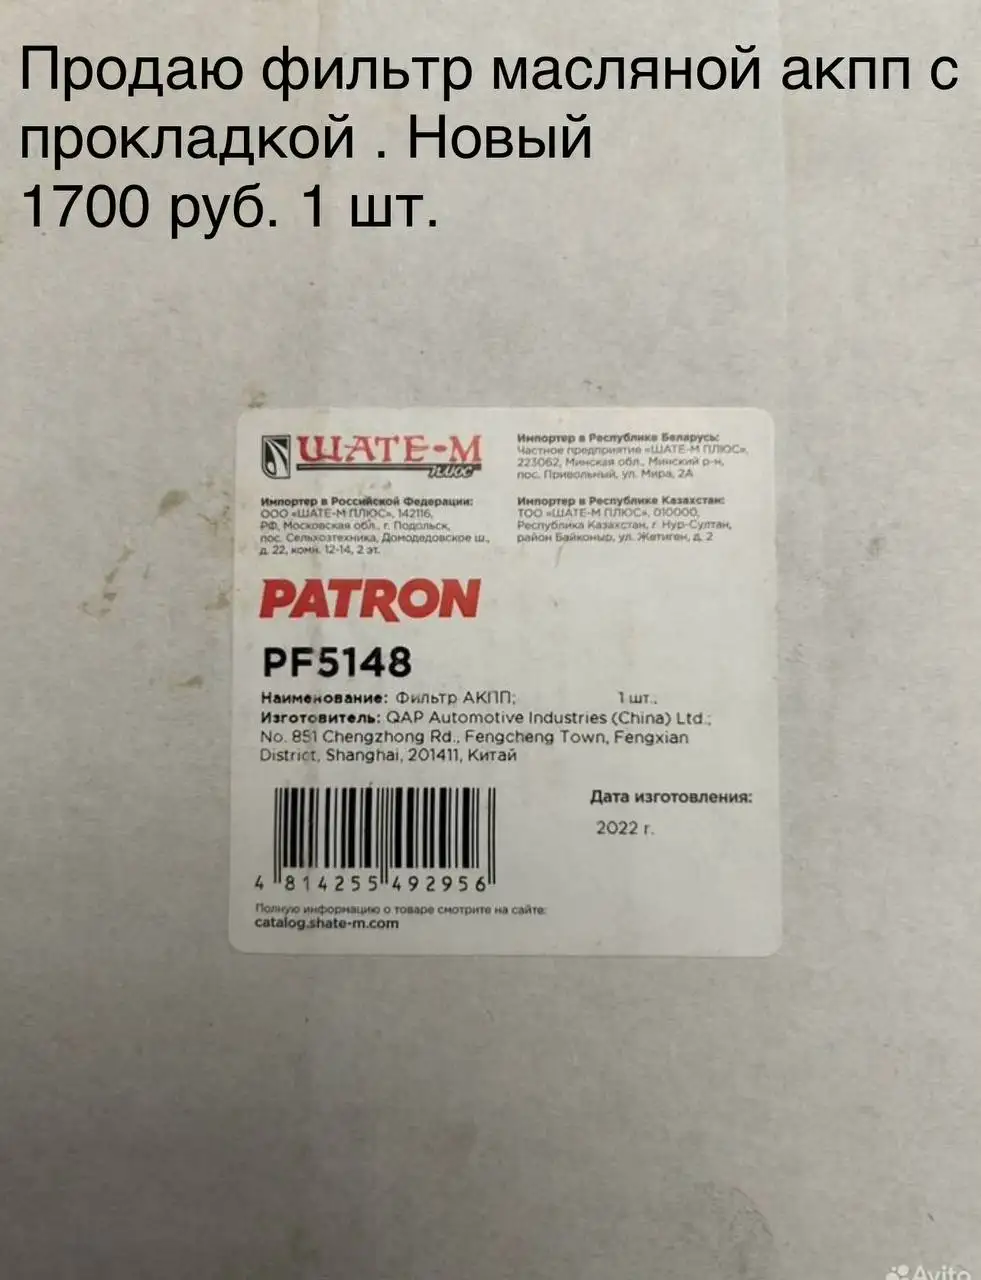 Продаю фильтр масляной акпп с
прокладкой . Новый
1700 руб. 1 шт.
ШАТЕ-М
плюс
Импортер в Российской Федерации:
ООО «ШАТЕ-М ПЛЮС», 142116,
РФ, Московская обл., г. Подольск,
пос. Сельхозтехника, Домодедовское ш.,
д. 22, комн. 12-14, 2 эт.
Импортер в Республике Беларусь:
Частное предприятие «ШАТЕ-М ПЛЮС»,
223062, Минская обл., Минский р-н,
пос. Привольный, ул. Мира, 2А
Импортер в Республике Казахстан:
ТОО «ШАТЕ-М ПЛЮС», 010000,
Республика Казахстан, г. Нур-Султан,
район Байконыр, ул. Жетиген, д. 2
PATRON
PF5148
Наименование: Фильтр АКПП; 1 шт.;
Изготовитель: QAP Automotive Industries (China) Ltd.;
No. 851 Chengzhong Rd., Fengcheng Town, Fengxian
District, Shanghai, 201411, Китай
Дата изготовления:
2022 г.
4 814255 492956
Полную информацию о товаре смотрите на сайте:
catalog.shate-m.com
Avito